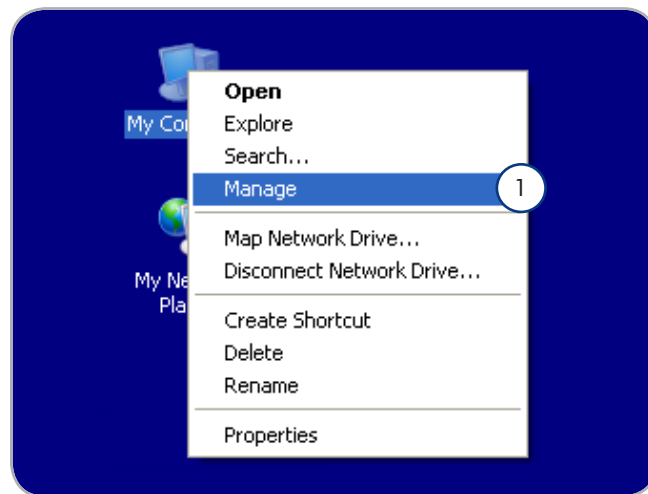 Open
My Co
Explore
Search...
Manage
1
Map Network Drive...
Disconnect Network Drive...
My Ne
Pla
Create Shortcut
Delete
Rename
Properties